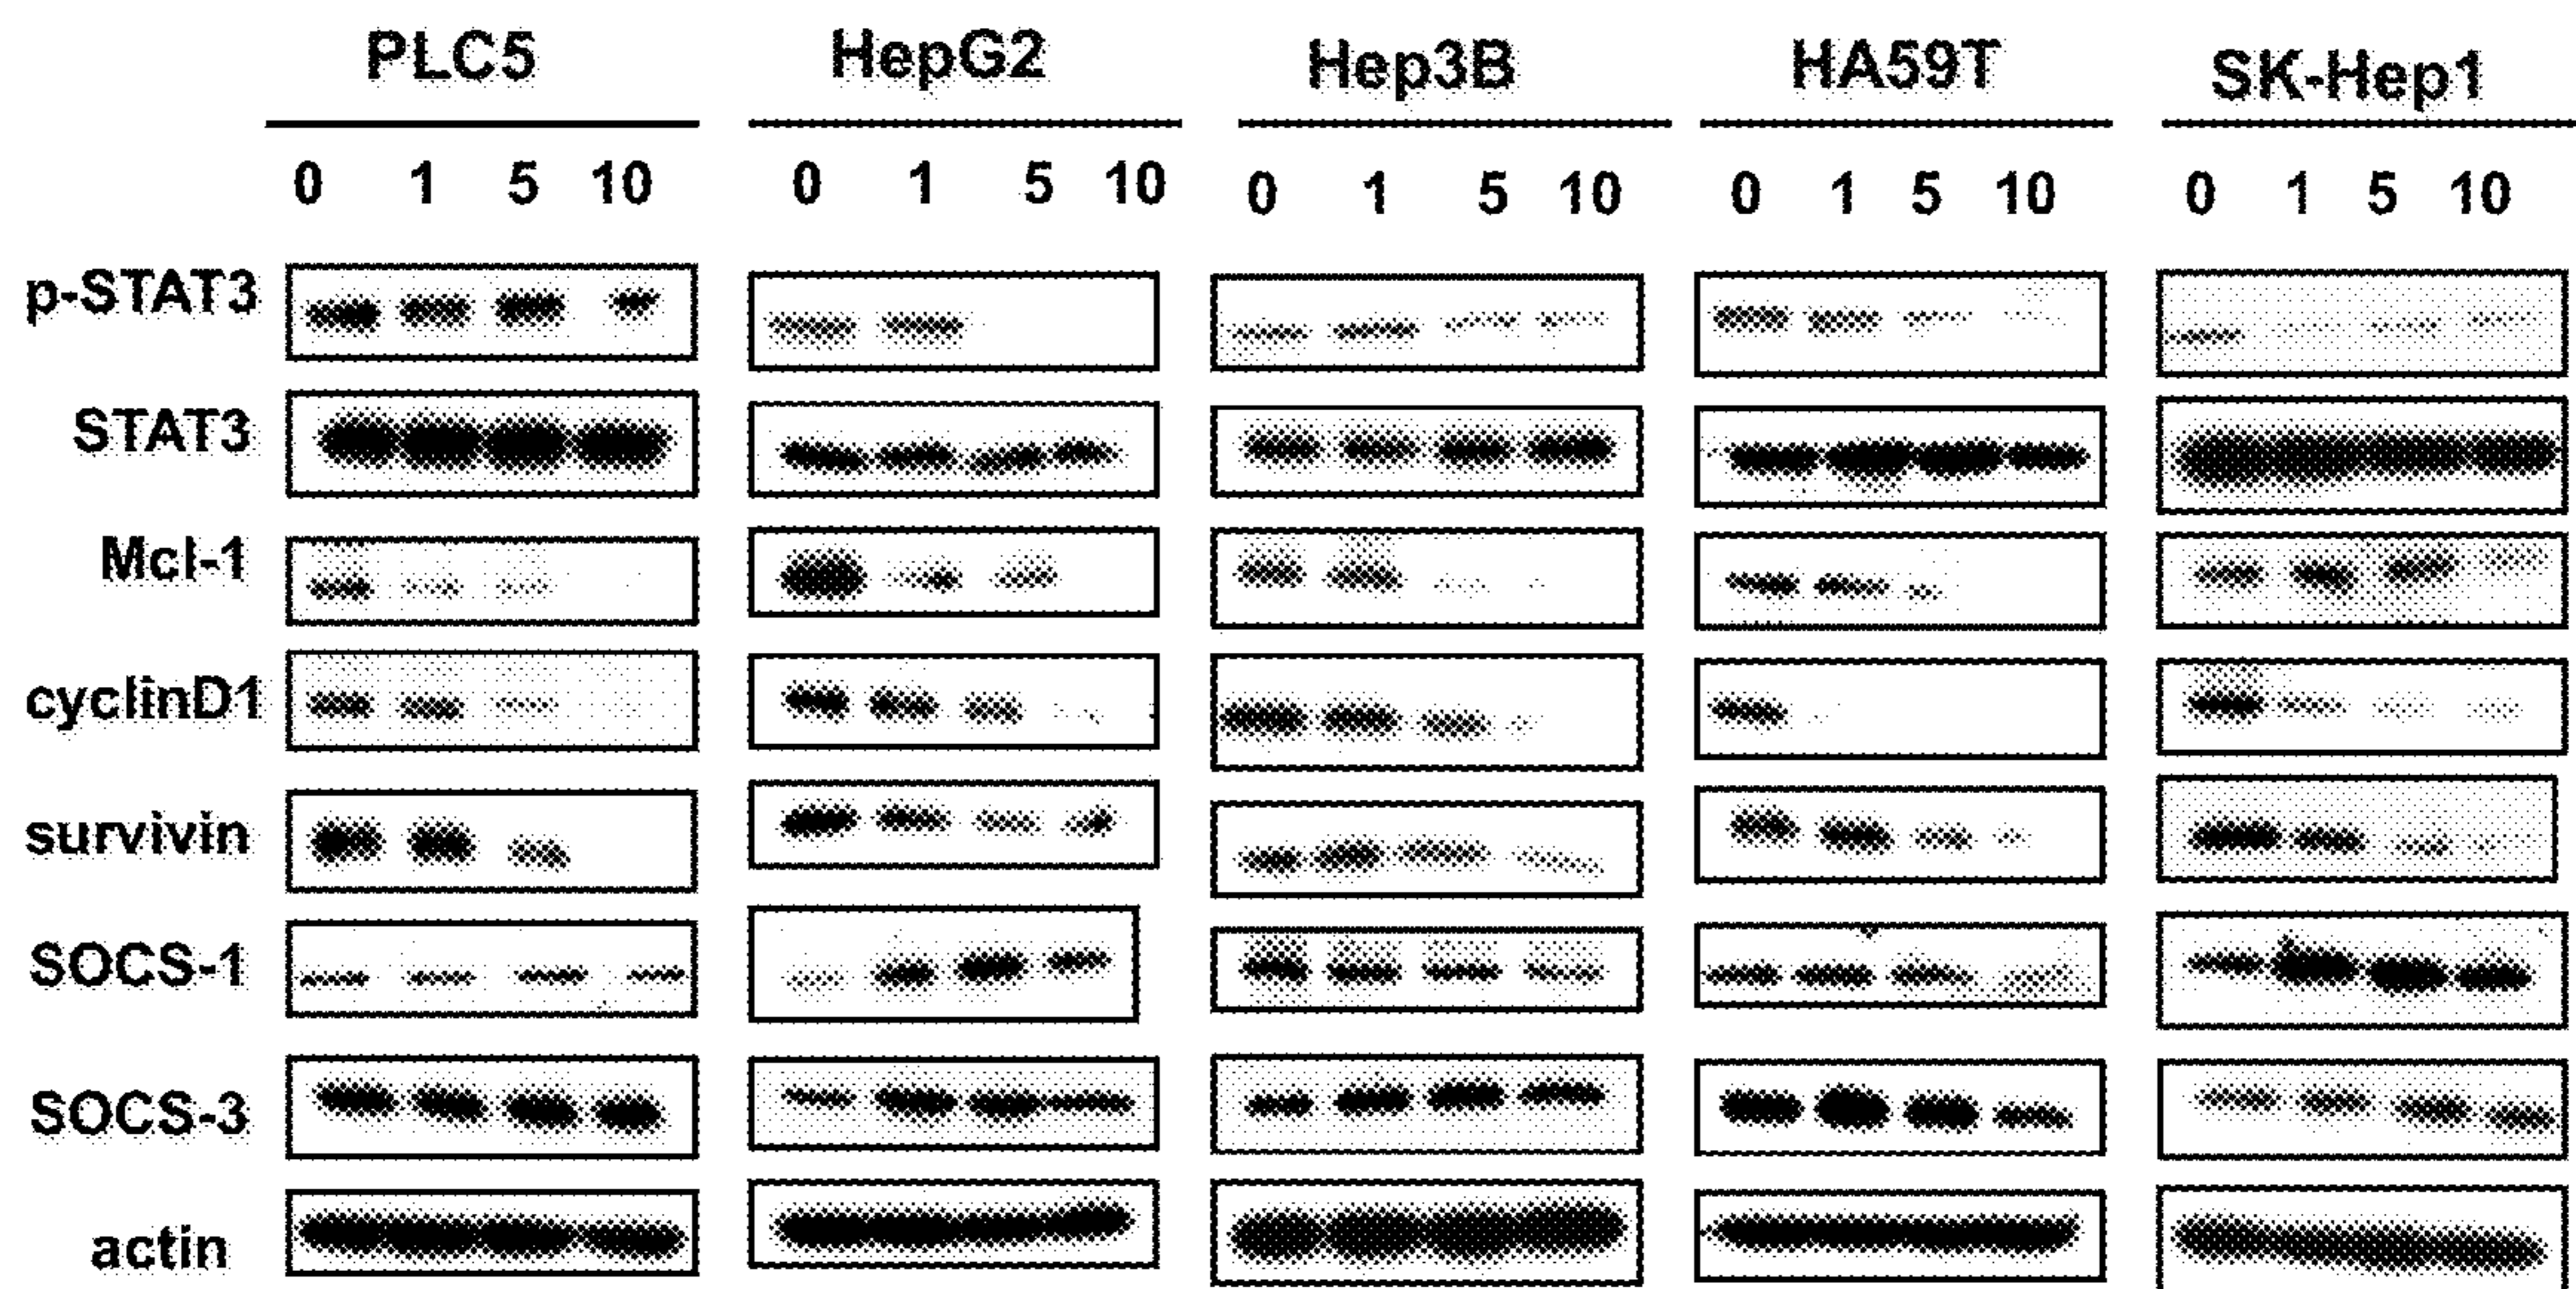 PLC5 HepG2 Hep3B HA59T SK-Hep1
0 1 5 10 0 1 5 10 0 1 5 10 0 1 5 10 0 1 5 10
p-STAT3
STAT3
Mcl-1
cyclinD1
survivin
SOCS-1
SOCS-3
actin